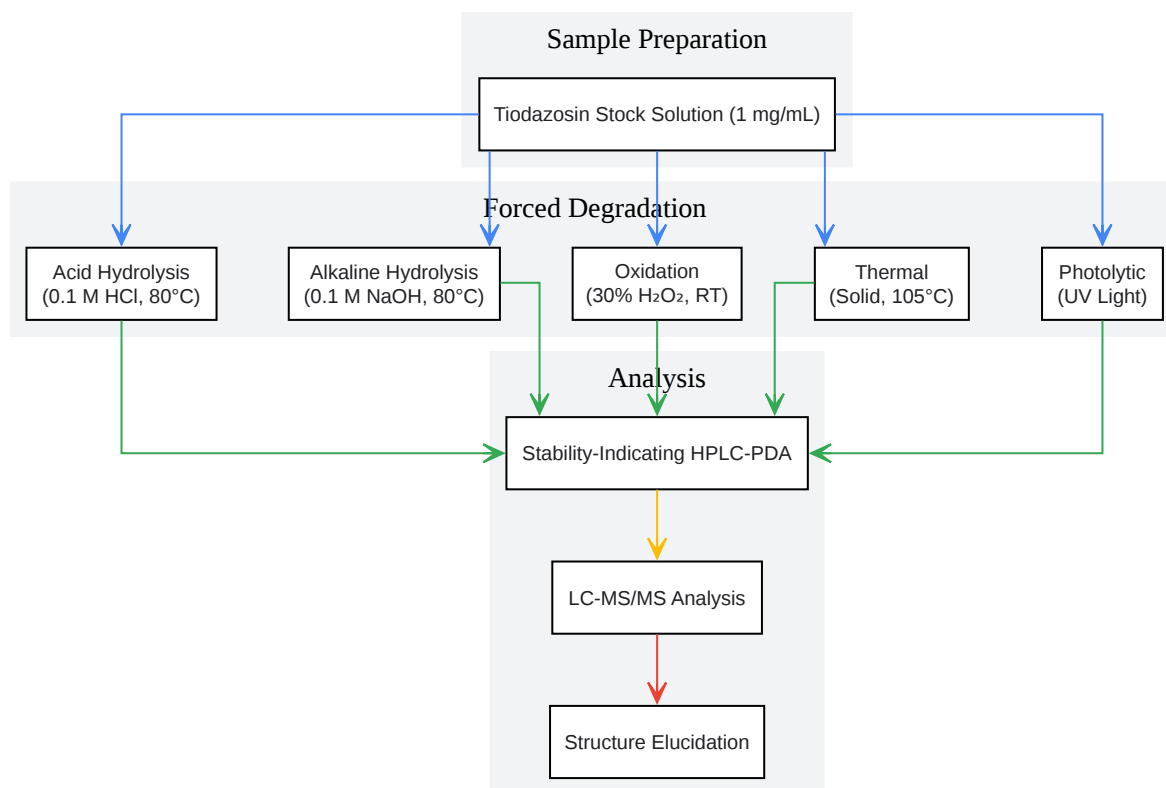 Sample Preparation
Tiodazosin Stock Solution (1 mg/mL)
Forced Degradation
Acid Hydrolysis
(0.1 M HCl, 80°C)
Alkaline Hydrolysis
(0.1 M NaOH, 80°C)
Oxidation
(30% H₂O₂, RT)
Thermal
(Solid, 105°C)
Photolytic
(UV Light)
Analysis
Stability-Indicating HPLC-PDA
LC-MS/MS Analysis
Structure Elucidation